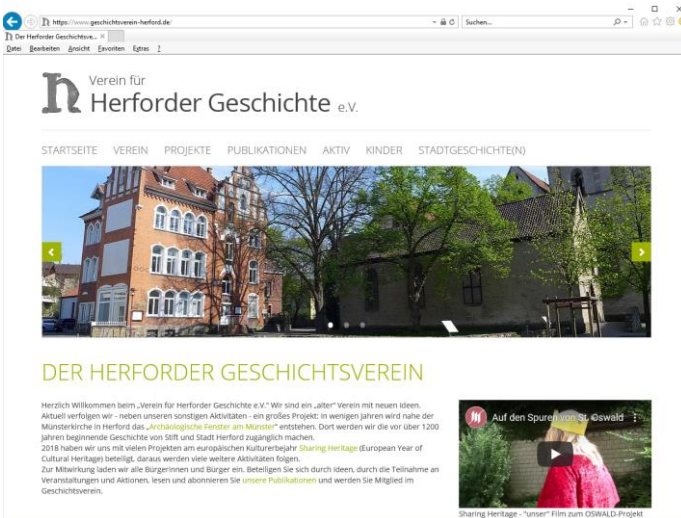 https://www.geschichtsverein-herford.de/
Suchen...
Der Herforder Geschichtsve...
Datei Bearbeiten Ansicht Favoriten Extras ?
Verein für
Herforder Geschichte e.V.
STARTSEITE VEREIN PROJEKTE PUBLIKATIONEN AKTIV KINDER STADTGESCHICHTE(N)
DER HERFORDER GESCHICHTSVEREIN
Herzlich Willkommen beim „Verein für Herforder Geschichte e.V." Wir sind ein „alter" Verein mit neuen Ideen.
Aktuell verfolgen wir - neben unseren sonstigen Aktivitäten - ein großes Projekt: in wenigen Jahren wird nahe der
Münsterkirche in Herford das „Archäologische Fenster am Münster" entstehen. Dort werden wir die vor über 1200
Jahren beginnende Geschichte von Stift und Stadt Herford zugänglich machen.
2018 haben wir uns mit vielen Projekten am europäischen Kulturerbejahr Sharing Heritage (European Year of
Cultural Heritage) beteiligt, daraus werden viele weitere Aktivitäten folgen.
Zur Mitwirkung laden wir alle Bürgerinnen und Bürger ein. Beteiligen Sie sich durch Ideen, durch die Teilnahme an
Veranstaltungen und Aktionen, lesen und abonnieren Sie unsere Publikationen und werden Sie Mitglied im
Geschichtsverein.
Auf den Spuren von St. Oswald
Sharing Heritage - "unser" Film zum OSWALD-Projekt